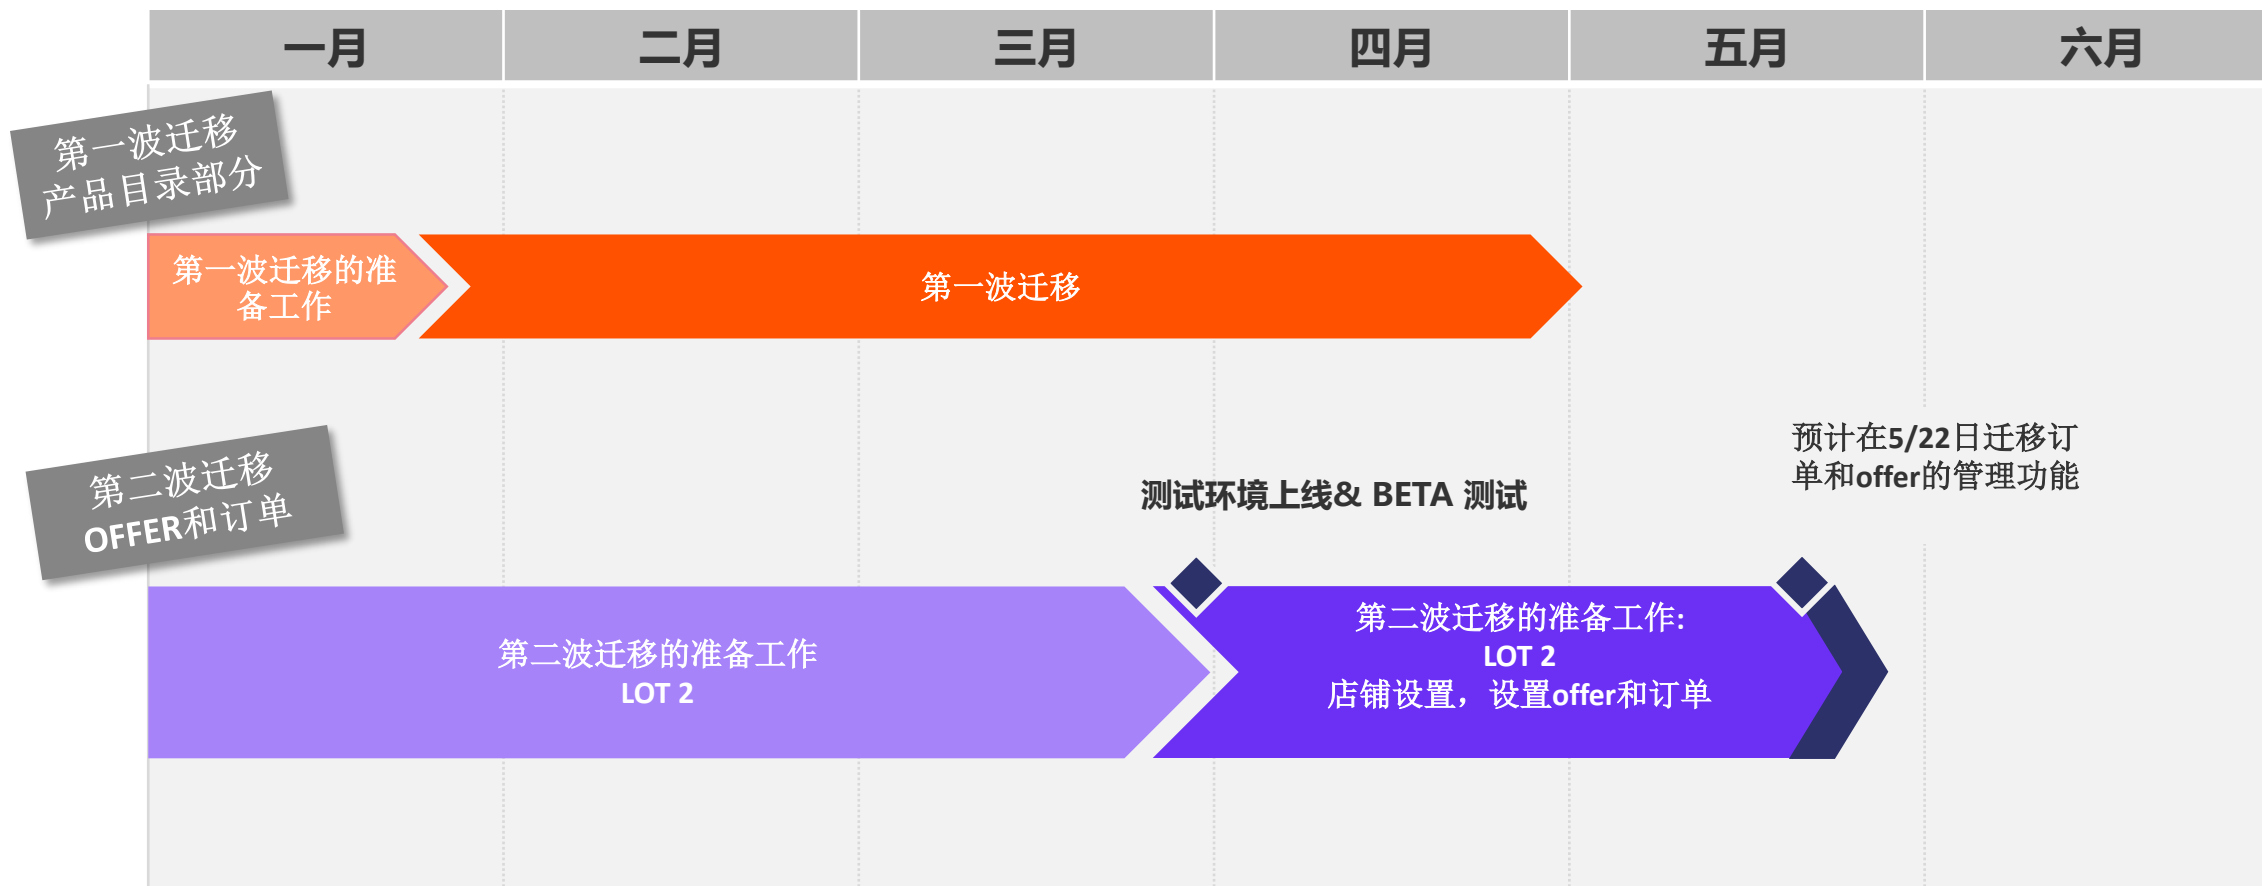 一月
二月
三月
四月
五月
六月
第一波迁移
产品目录部分
第一波迁移的准
备工作
第一波迁移
第二波迁移
OFFER和订单
测试环境上线& BETA 测试
预计在5/22日迁移订
单和offer的管理功能
第二波迁移的准备工作
LOT 2
第二波迁移的准备工作:
LOT 2
店铺设置，设置offer和订单